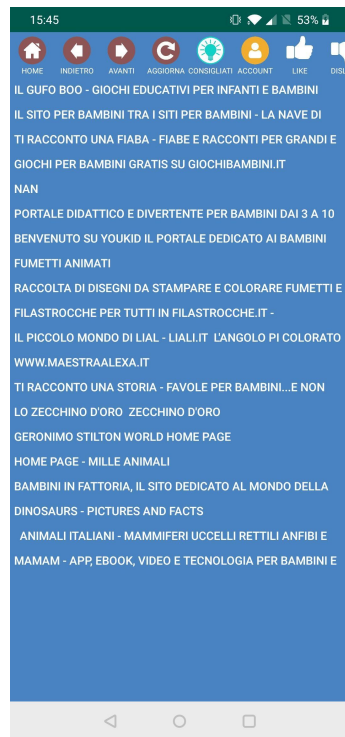 15:45
53%
HOME INDIETRO AVANTI AGGIORNA CONSIGLIATI ACCOUNT LIKE DISL
IL GUFO BOO - GIOCHI EDUCATIVI PER INFANTI E BAMBINI
IL SITO PER BAMBINI TRA I SITI PER BAMBINI - LA NAVE DI
TI RACCONTO UNA FIABA - FIABE E RACCONTI PER GRANDI E
GIOCHI PER BAMBINI GRATIS SU GIOCHIBAMBINI.IT
NAN
PORTALE DIDATTICO E DIVERTENTE PER BAMBINI DAI 3 A 10
BENVENUTO SU YOUKID IL PORTALE DEDICATO AI BAMBINI
FUMETTI ANIMATI
RACCOLTA DI DISEGNI DA STAMPARE E COLORARE FUMETTI E
FILASTROCCHE PER TUTTI IN FILASTROCCHE.IT -
IL PICCOLO MONDO DI LIAL - LIALI.IT L'ANGOLO PI COLORATO
WWW.MAESTRAALEXA.IT
TI RACCONTO UNA STORIA - FAVOLE PER BAMBINI...E NON
LO ZECCHINO D'ORO ZECCHINO D'ORO
GERONIMO STILTON WORLD HOME PAGE
HOME PAGE - MILLE ANIMALI
BAMBINI IN FATTORIA, IL SITO DEDICATO AL MONDO DELLA
DINOSAURS - PICTURES AND FACTS
ANIMALI ITALIANI - MAMMIFERI UCCELLI RETTILI ANFIBI E
MAMAM - APP, EBOOK, VIDEO E TECNOLOGIA PER BAMBINI E